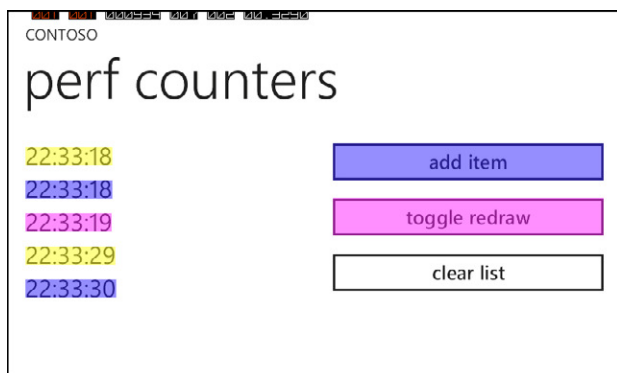 CONTOSO
perf counters
22:33:18
22:33:18
22:33:19
22:33:29
22:33:30
add item
toggle redraw
clear list